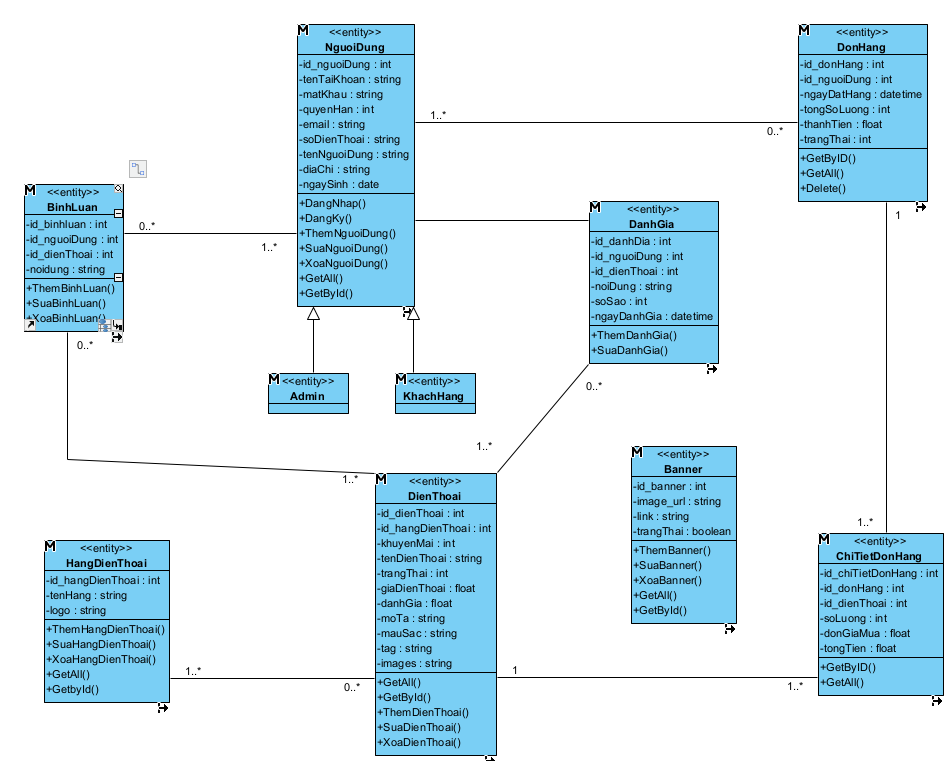 <<entity>>
NguoiDung
-id_nguoiDung : int
-tenTaiKhoan : string
-matKhau : string
-quyenHan : int
-email : string
-soDienThoai : string
-tenNguoiDung : string
-diaChi : string
-ngaySinh : date
+DangNhap()
+DangKy()
+ThemNguoiDung()
+SuaNguoiDung()
+XoaNguoiDung()
+GetAll()
+GetById()
<<entity>>
DonHang
-id_donHang : int
-id_nguoiDung : int
-ngayDatHang : datetime
-tongSoLuong : int
-thanhTien : float
-trangThai : int
+GetByID()
+GetAll()
+Delete()
1..*
0..*
<<entity>>
BinhLuan
-id_binhluan : int
-id_nguoiDung : int
-id_dienThoai : int
-noidung : string
+ThemBinhLuan()
+SuaBinhLuan()
+XoaBinhLuan()
0..*
1..*
0..*
<<entity>>
DanhGia
-id_danhDia : int
-id_nguoiDung : int
-id_dienThoai : int
-noiDung : string
-soSao : int
-ngayDanhGia : datetime
+ThemDanhGia()
+SuaDanhGia()
1
<<entity>>
Admin
<<entity>>
KhachHang
0..*
1..*
1..*
<<entity>>
DienThoai
-id_dienThoai : int
-id_hangDienThoai : int
-khuyenMai : int
-tenDienThoai : string
-trangThai : int
-giaDienThoai : float
-danhGia : float
-moTa : string
-mauSac : string
-tag : string
-images : string
+GetAll()
+GetById()
+ThemDienThoai()
+SuaDienThoai()
+XoaDienThoai()
<<entity>>
Banner
-id_banner : int
-image_url : string
-link : string
-trangThai : boolean
+ThemBanner()
+SuaBanner()
+XoaBanner()
+GetAll()
+GetById()
1..*
<<entity>>
ChiTietDonHang
-id_chiTietDonHang : int
-id_donHang : int
-id_dienThoai : int
-soLuong : int
-donGiaMua : float
-tongTien : float
+GetByID()
+GetAll()
<<entity>>
HangDienThoai
-id_hangDienThoai : int
-tenHang : string
-logo : string
+ThemHangDienThoai()
+SuaHangDienThoai()
+XoaHangDienThoai()
+GetAll()
+GetbyId()
1..*
0..*
1
1..*